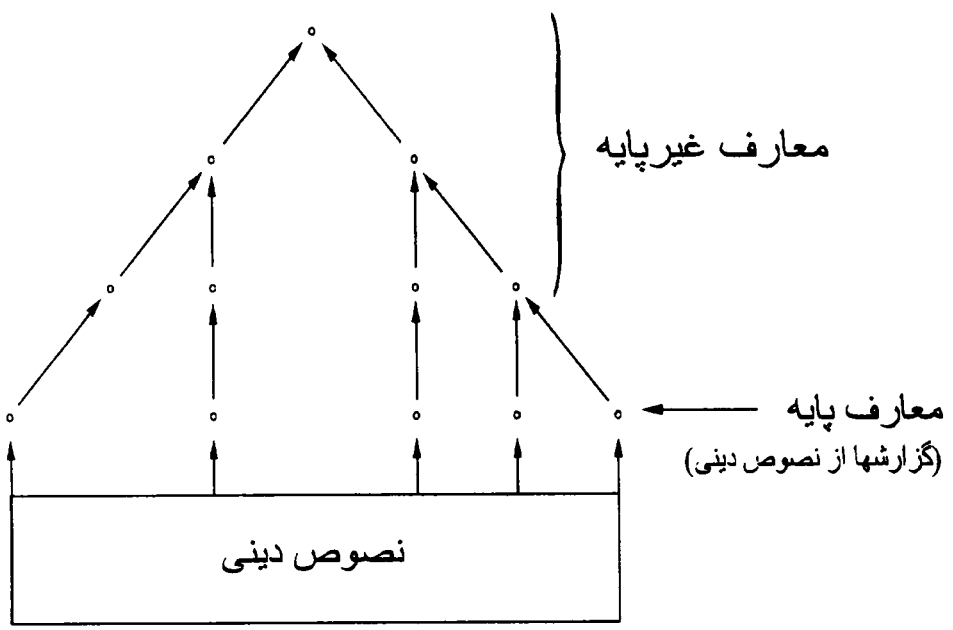 معارف غیرپایه
معارف پایه
(گزارشها از نصوص دینی)
نصوص دینی